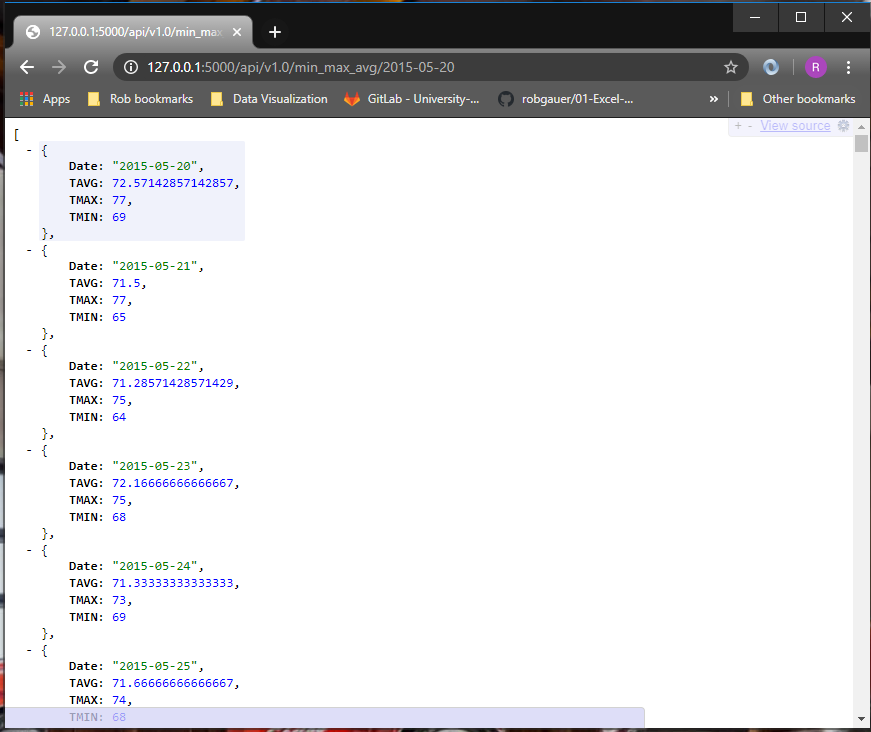 127.0.0.1:5000/api/v1.0/min_max
127.0.0.1:5000/api/v1.0/min_max_avg/2015-05-20
R
Apps
Rob bookmarks
Data Visualization
GitLab - University-...
robgauer/01-Excel-...
»
Other bookmarks
+ - View source
[
- {
Date: "2015-05-20",
TAVG: 72.57142857142857,
TMAX: 77,
TMIN: 69
},
- {
Date: "2015-05-21",
TAVG: 71.5,
TMAX: 77,
TMIN: 65
},
- {
Date: "2015-05-22",
TAVG: 71.28571428571429,
TMAX: 75,
TMIN: 64
},
- {
Date: "2015-05-23",
TAVG: 72.16666666666667,
TMAX: 75,
TMIN: 68
},
- {
Date: "2015-05-24",
TAVG: 71.33333333333333,
TMAX: 73,
TMIN: 69
},
- {
Date: "2015-05-25",
TAVG: 71.66666666666667,
TMAX: 74,
TMIN: 68